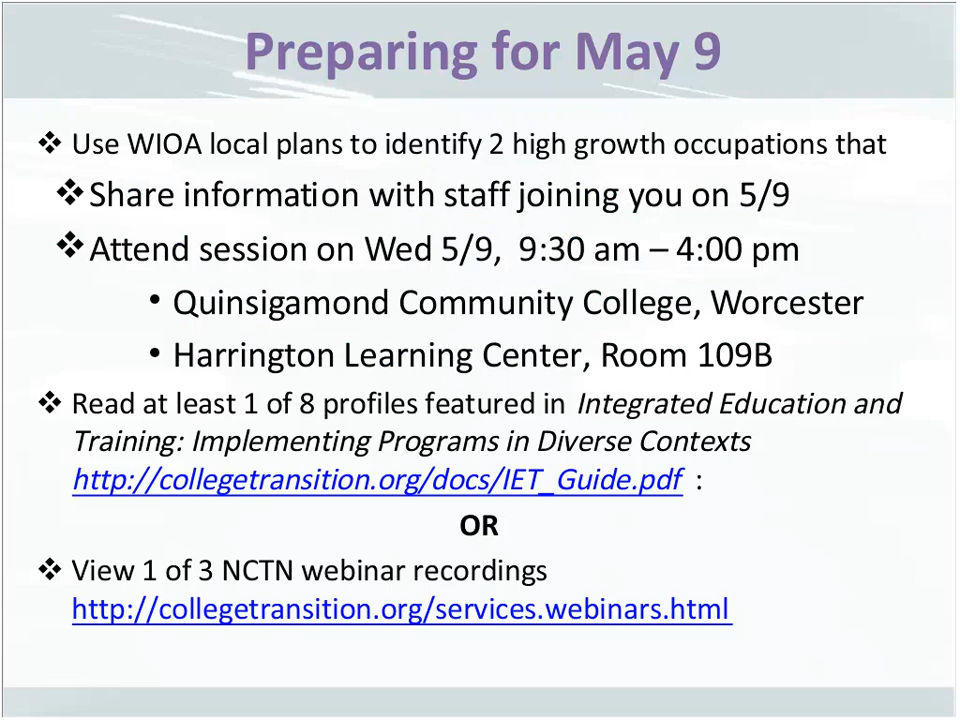 Preparing for May 9
❖ Use WIOA local plans to identify 2 high growth occupations that
❖Share information with staff joining you on 5/9
❖Attend session on Wed 5/9,  9:30 am – 4:00 pm
• Quinsigamond Community College, Worcester
• Harrington Learning Center, Room 109B
❖ Read at least 1 of 8 profiles featured in Integrated Education and
Training: Implementing Programs in Diverse Contexts
http://collegetransition.org/docs/IET_Guide.pdf :
OR
❖ View 1 of 3 NCTN webinar recordings
http://collegetransition.org/services.webinars.html